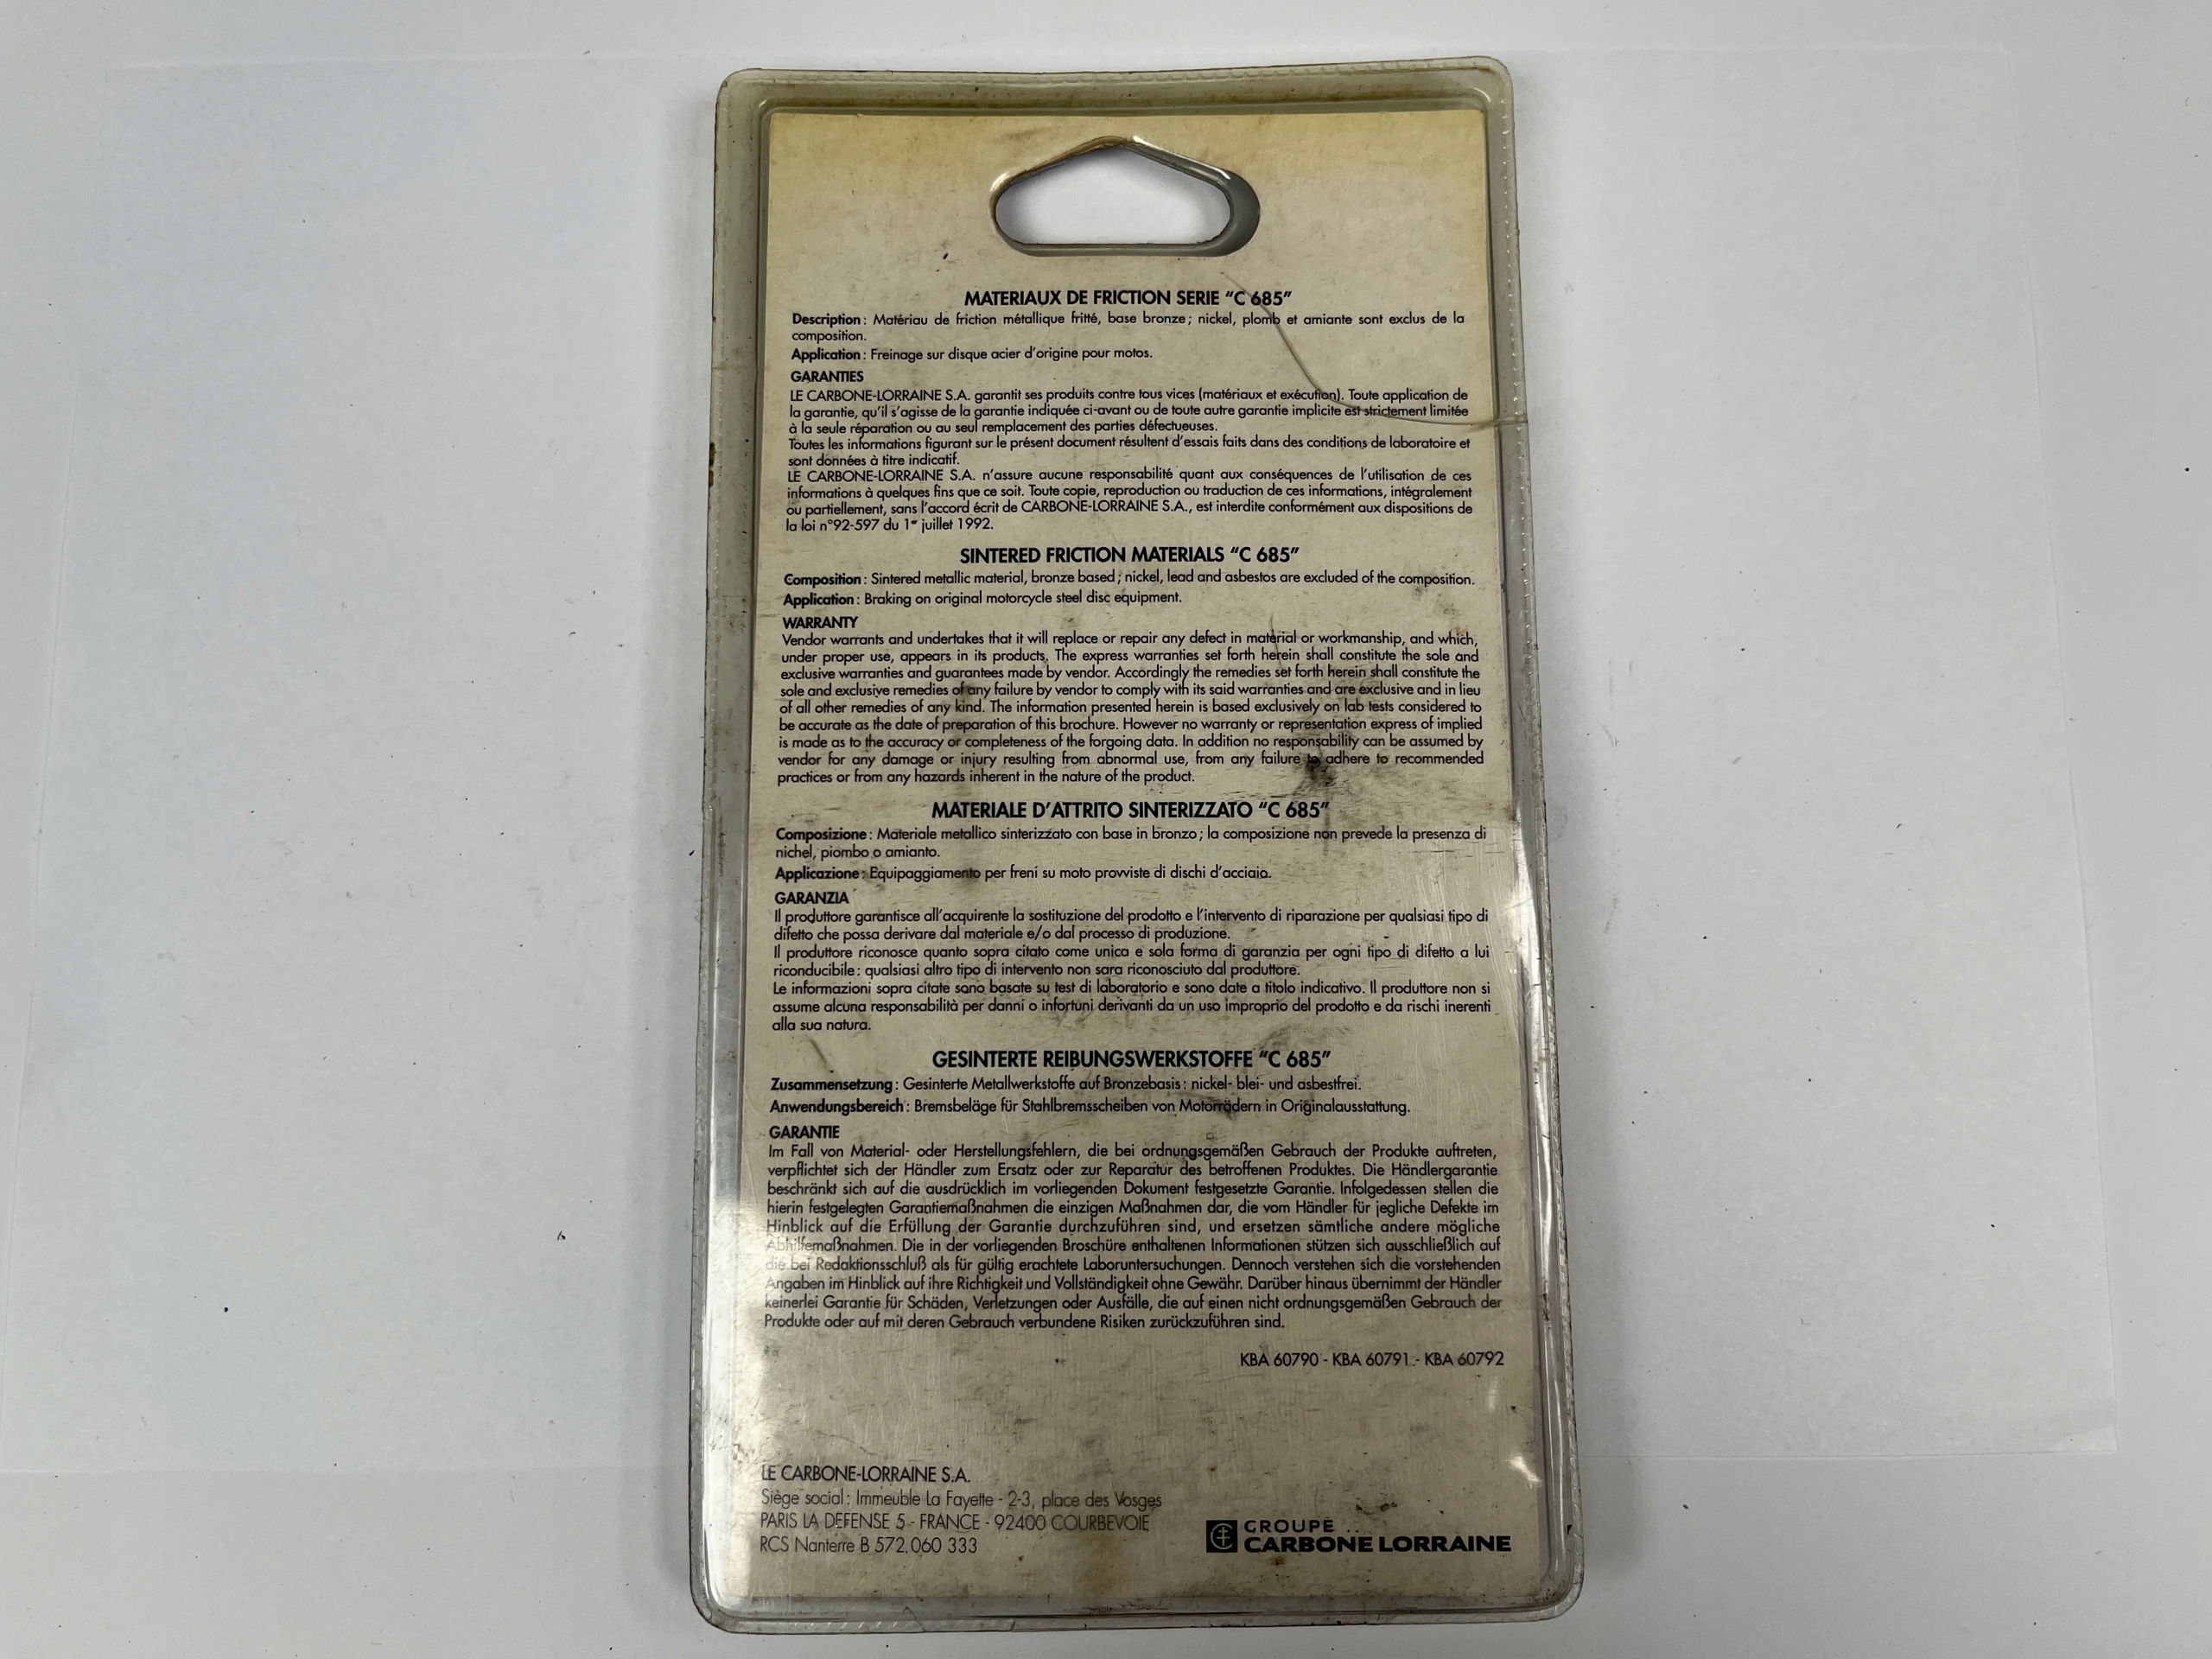 MATERIAUX DE FRICTION SERIE “C 685”
Description : Matériau de friction métallique fritté, base bronze ; nickel, plomb et amiante sont exclus de la
composition.
Application : Freinage sur disque acier d’origine pour motos.
GARANTIES
LE CARBONE-LORRAINE S.A. garantit ses produits contre tous vices (matériaux et exécution). Toute application de
la garantie, qu’il s’agisse de la garantie indiquée ci-avant ou de toute autre garantie implicite est strictement limitée
à la seule réparation ou au seul remplacement des parties défectueuses.
Toutes les informations figurant sur le présent document résultent d’essais faits dans des conditions de laboratoire et
sont données à titre indicatif.
LE CARBONE-LORRAINE S.A. n’assure aucune responsabilité quant aux conséquences de l’utilisation de ces
informations à quelques fins que ce soit. Toute copie, reproduction ou traduction de ces informations, intégralement
ou partiellement, sans l’accord écrit de CARBONE-LORRAINE S.A., est interdite conformément aux dispositions de
la loi n°92-597 du 1er juillet 1992.
SINTERED FRICTION MATERIALS “C 685”
Composition : Sintered metallic material, bronze based ; nickel, lead and asbestos are excluded of the composition.
Application : Braking on original motorcycle steel disc equipment.
WARRANTY
Vendor warrants and undertakes that it will replace or repair any defect in material or workmanship, and which,
under proper use, appears in its products. The express warranties set forth herein shall constitute the sole and
exclusive warranties and guarantees made by vendor. Accordingly the remedies set forth herein shall constitute the
sole and exclusive remedies of any failure by vendor to comply with its said warranties and are exclusive and in lieu
of all other remedies of any kind. The information presented herein is based exclusively on lab tests considered to
be accurate as the date of preparation of this brochure. However no warranty or representation express of implied
is made as to the accuracy or completeness of the forgoing data. In addition no responsability can be assumed by
vendor for any damage or injury resulting from abnormal use, from any failure to adhere to recommended
practices or from any hazards inherent in the nature of the product.
MATERIALE D’ATTRITO SINTERIZZATO “C 685”
Composizione : Materiale metallico sinterizzato con base in bronzo ; la composizione non prevede la presenza di
nichel, piombo o amianto.
Applicazione : Equipaggiamento per freni su moto provviste di dischi d’acciaio.
GARANZIA
Il produttore garantisce all’acquirente la sostituzione del prodotto e l’intervento di riparazione per qualsiasi tipo di
difetto che possa derivare dal materiale e/o dal processo di produzione.
Il produttore riconosce quanto sopra citato come unica e sola forma di garanzia per ogni tipo di difetto a lui
riconducibile : qualsiasi altro tipo di intervento non sara riconosciuto dal produttore.
Le informazioni sopra citate sono basate su test di laboratorio e sono date a titolo indicativo. Il produttore non si
assume alcuna responsabilità per danni o infortuni derivanti da un uso improprio del prodotto e da rischi inerenti
alla sua natura.
GESINTERTE REIBUNGSWERKSTOFFE “C 685”
Zusammensetzung : Gesinterte Metallwerkstoffe auf Bronzebasis : nickel- blei- und asbestfrei.
Anwendungsbereich : Bremsbeläge für Stahlbremsscheiben von Motorrädern in Originalausstattung.
GARANTIE
Im Fall von Material- oder Herstellungsfehlern, die bei ordnungsgemäßen Gebrauch der Produkte auftreten,
verpflichtet sich der Händler zum Ersatz oder zur Reparatur des betroffenen Produktes. Die Händlergarantie
beschränkt sich auf die ausdrücklich im vorliegenden Dokument festgesetzte Garantie. Infolgedessen stellen die
hierin festgelegten Garantiemaßnahmen die einzigen Maßnahmen dar, die vom Händler für jegliche Defekte im
Hinblick auf die Erfüllung der Garantie durchzuführen sind, und ersetzen sämtliche andere mögliche
Abhilfemaßnahmen. Die in der vorliegenden Broschüre enthaltenen Informationen stützen sich ausschließlich auf
die bei Redaktionsschluß als für gültig erachtete Laboruntersuchungen. Dennoch verstehen sich die vorstehenden
Angaben im Hinblick auf ihre Richtigkeit und Vollständigkeit ohne Gewähr. Darüber hinaus übernimmt der Händler
keinerlei Garantie für Schäden, Verletzungen oder Ausfälle, die auf einen nicht ordnungsgemäßen Gebrauch der
Produkte oder auf mit deren Gebrauch verbundene Risiken zurückzuführen sind.
KBA 60790 - KBA 60791 - KBA 60792
LE CARBONE-LORRAINE S.A.
Siège social : Immeuble La Fayette - 2-3, place des Vosges
PARIS LA DEFENSE 5 - FRANCE - 92400 COURBEVOIE
RCS Nanterre B 572 060 333
GROUPE
CARBONE LORRAINE